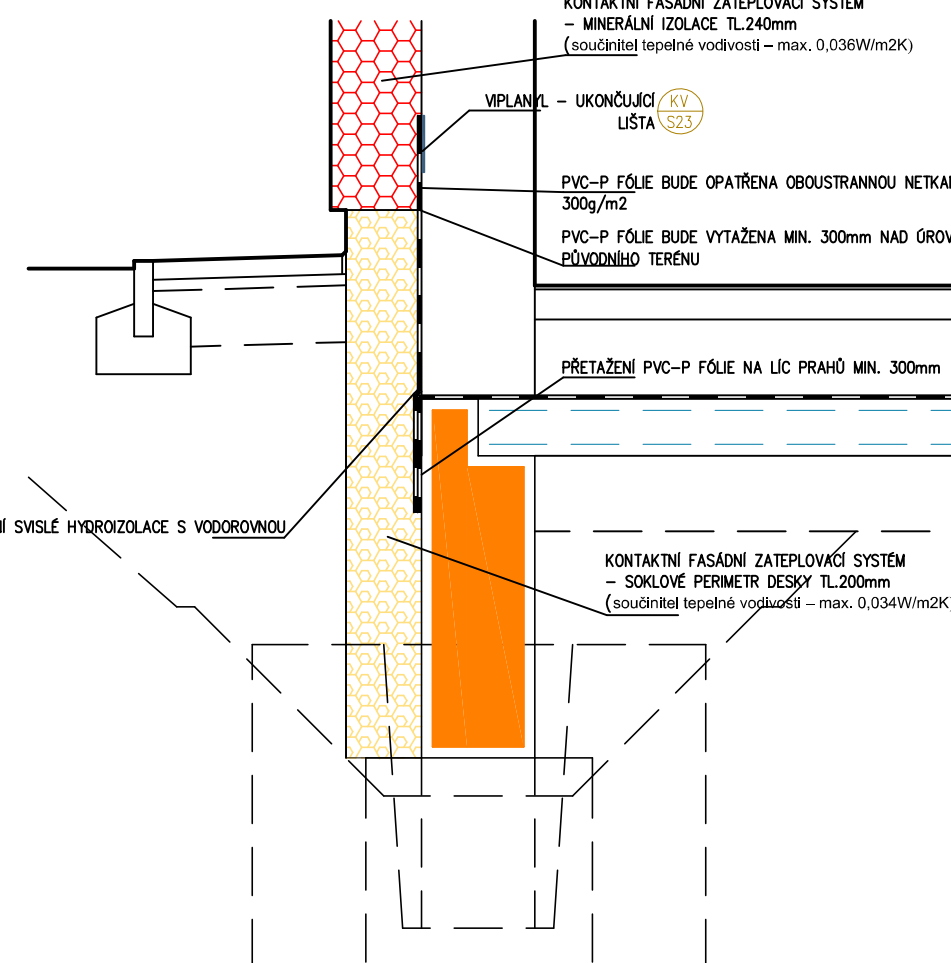 KONTAKTNÍ FASÁDNÍ ZATEPLOVACÍ SYSTÉM
– MINERÁLNÍ IZOLACE TL.240mm
(součinitel tepelné vodivosti – max. 0,036W/m2K)
VIPLANYL – UKONČUJÍCÍ
LIŠTA
KV
S23
PVC–P FÓLIE BUDE OPATŘENA OBOUSTRANNOU
300g/m2
PVC–P FÓLIE BUDE VYTAŽENA MIN. 300mm NAD
PŮVODNÍHO TERÉNU
PŘETAŽENÍ PVC–P FÓLIE NA LÍC PRAHŮ MIN. 300mm
SVISLÉ HYDROIZOLACE S VODOROVNOU
KONTAKTNÍ FASÁDNÍ ZATEPLOVACÍ SYSTÉM
– SOKLOVÉ PERIMETR DESKY TL.200mm
(součinitel tepelné vodivosti – max. 0,034W/m2K)